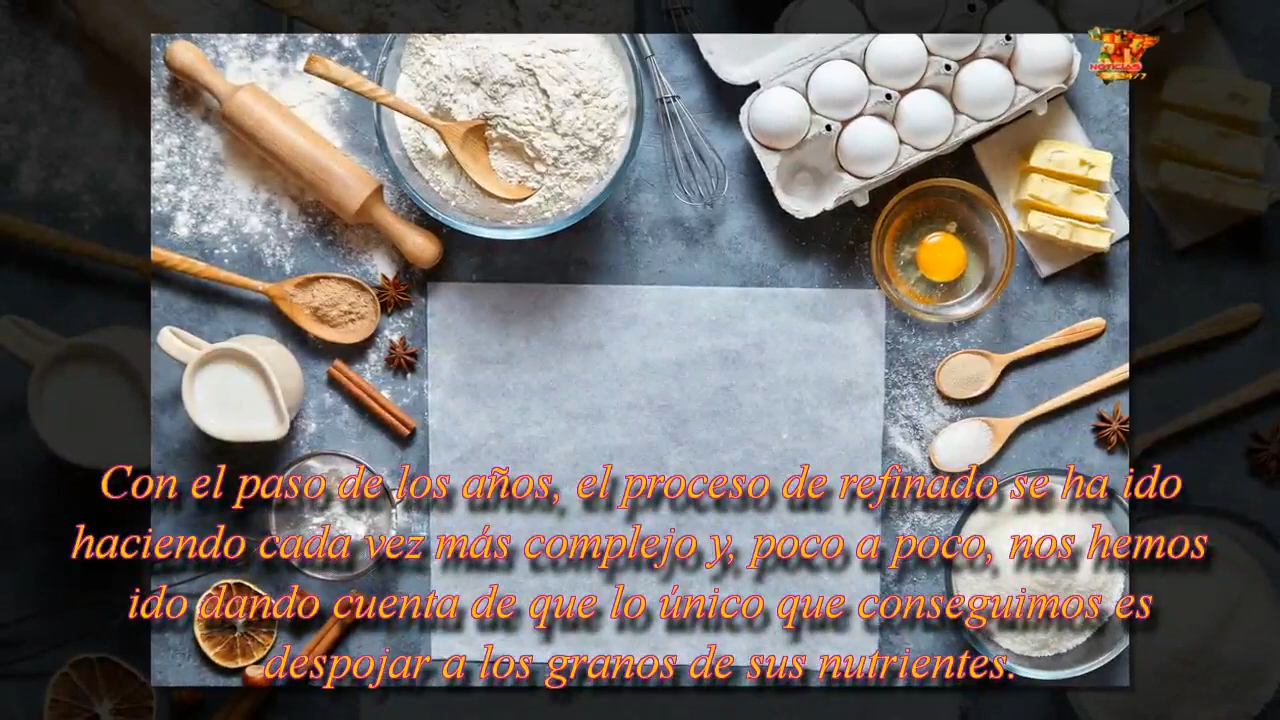 NOTICIAS
Con el paso de los años, el proceso de refinado se ha ido
haciendo cada vez más complejo y, poco a poco, nos hemos
ido dando cuenta de que lo único que conseguimos es
despojar a los granos de sus nutrientes.